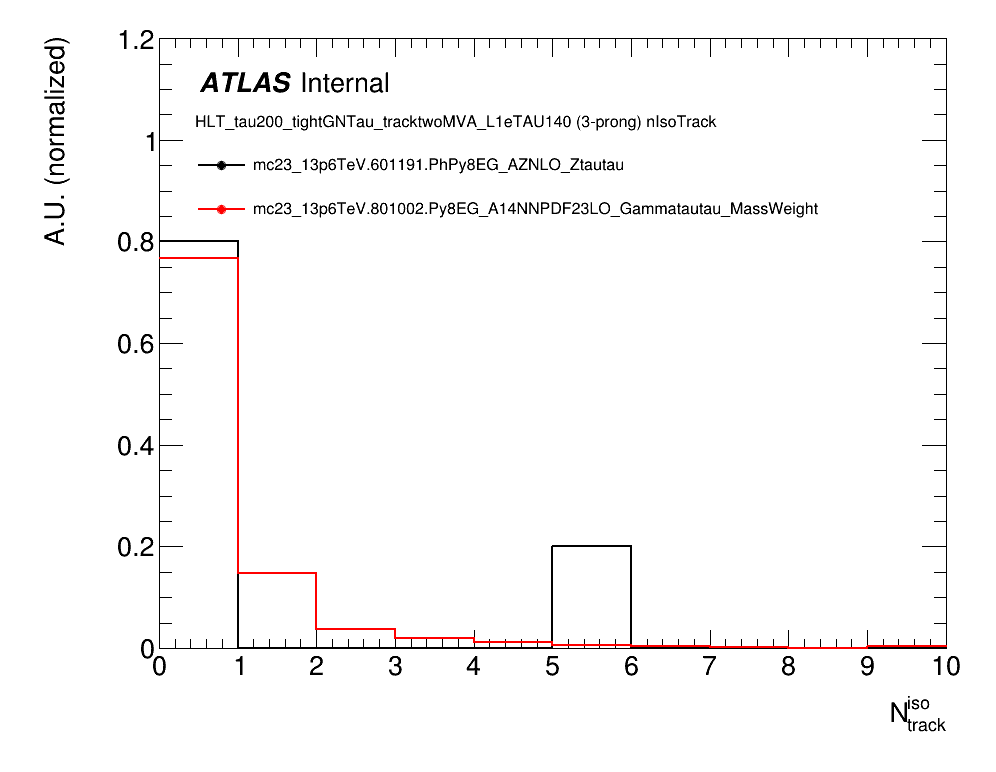 A.U. (normalized)
1.2
1
0.8
0.6
0.4
0.2
0
ATLAS Internal
HLT_tau200_tightGNTau_tracktwoMVA_L1eTAU140 (3-prong) nIsoTrack
mc23_13p6TeV.601191.PhPy8EG_AZNLO_Ztautau
mc23_13p6TeV.801002.Py8EG_A14NNPDF23LO_Gammatautau_MassWeight
0 1 2 3 4 5 6 7 8 9 10
N iso track